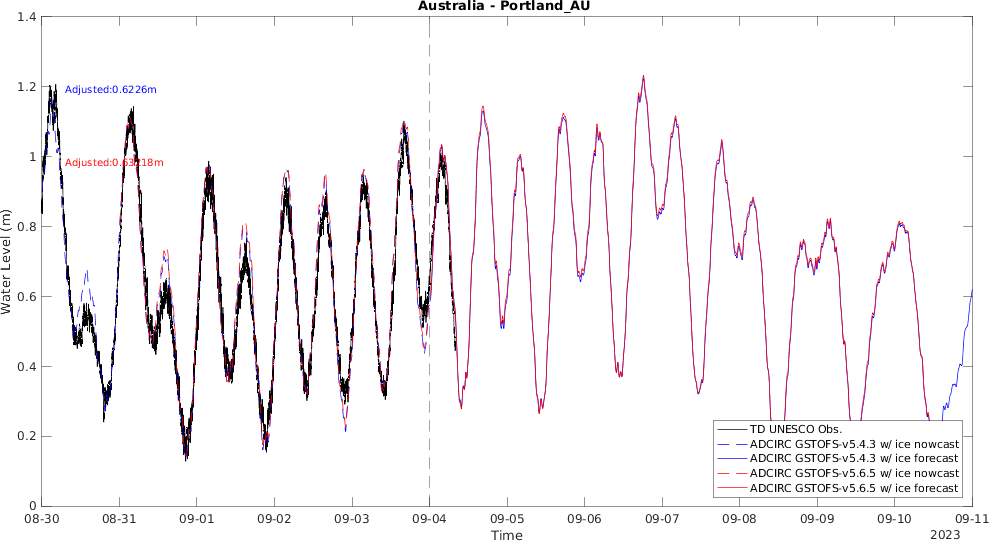 Australia - Portland_AU
1.4
1.2
1
0.8
0.6
0.4
0.2
0
Water Level (m)
Adjusted:0.6226m
Adjusted:0.63218m
TD UNESCO Obs.
ADCIRC GSTOFS-v5.4.3 w/ ice nowcast
ADCIRC GSTOFS-v5.4.3 w/ ice forecast
ADCIRC GSTOFS-v5.6.5 w/ ice nowcast
ADCIRC GSTOFS-v5.6.5 w/ ice forecast
08-30 08-31 09-01 09-02 09-03 09-04 09-05 09-06 09-07 09-08 09-09 09-10 09-11
Time
2023